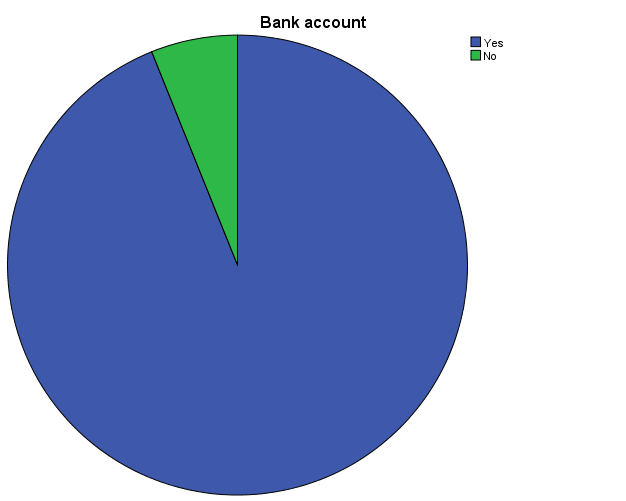 Bank account
Yes
No